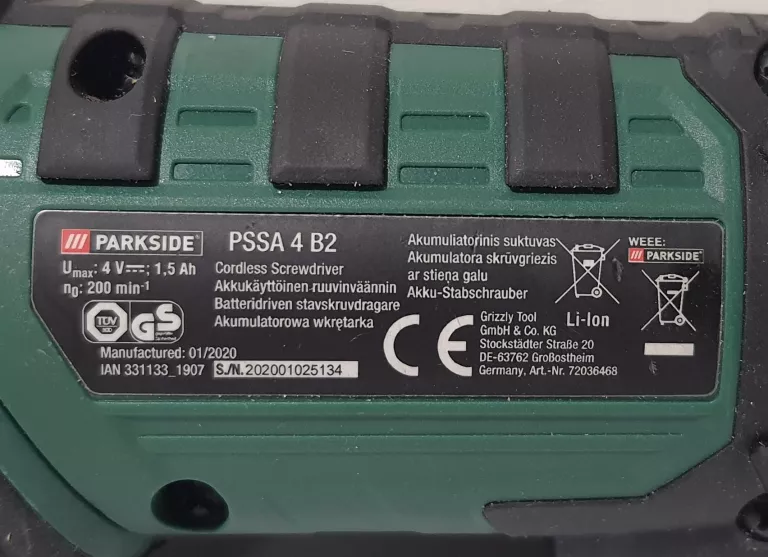 PARKSIDE
PSSA 4 B2
Umax: 4 V⎓; 1,5 Ah
n0: 200 min-1
Cordless Screwdriver
Akkukäyttöinen ruuvinväännin
Batteridriven stavskruvdragare
Akumulatorowa wkrętarka
Akumuliatorinis suktuvas
Akumulatora skrūvgriezis
ar stieņa galu
Akku-Stabschrauber
Li-Ion
WEEE:
PARKSIDE
TÜV
SÜD
GS
geprüfte
Sicherheit
CE
Grizzly Tool
GmbH & Co. KG
Stockstädter Straße 20
DE-63762 Großostheim
Germany, Art.-Nr. 72036468
Manufactured: 01/2020
IAN 331133_1907
S./N. 202001025134